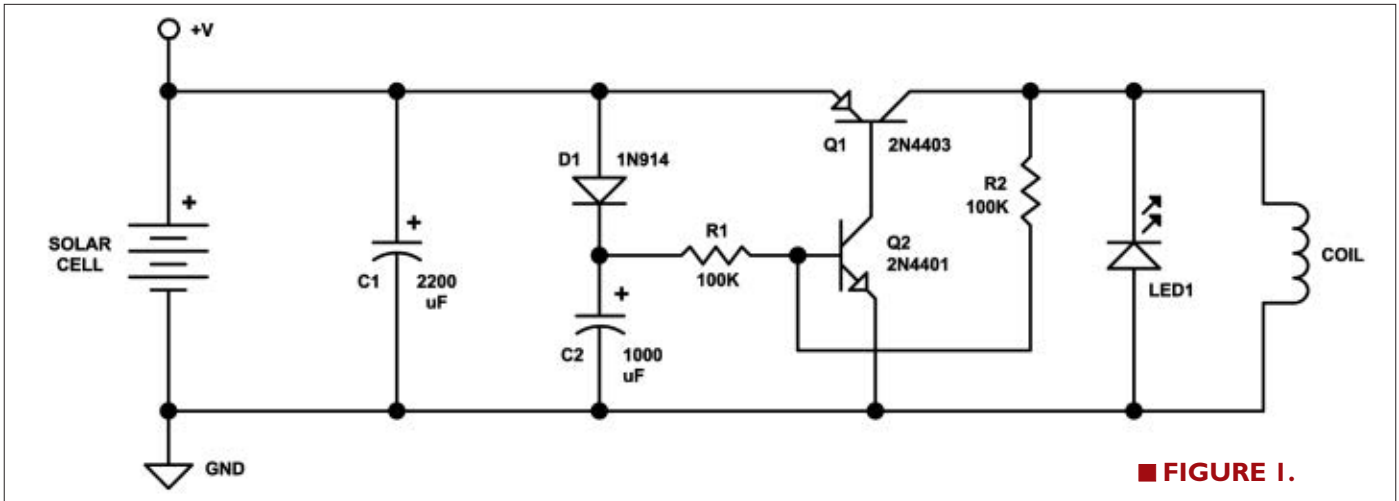 +V
D1
1N914
Q1
2N4403
R2
100K
+
SOLAR
CELL
+
C1
2200
uF
R1
100K
Q2
2N4401
+
C2
1000
uF
LED1
COIL
GND
FIGURE 1.